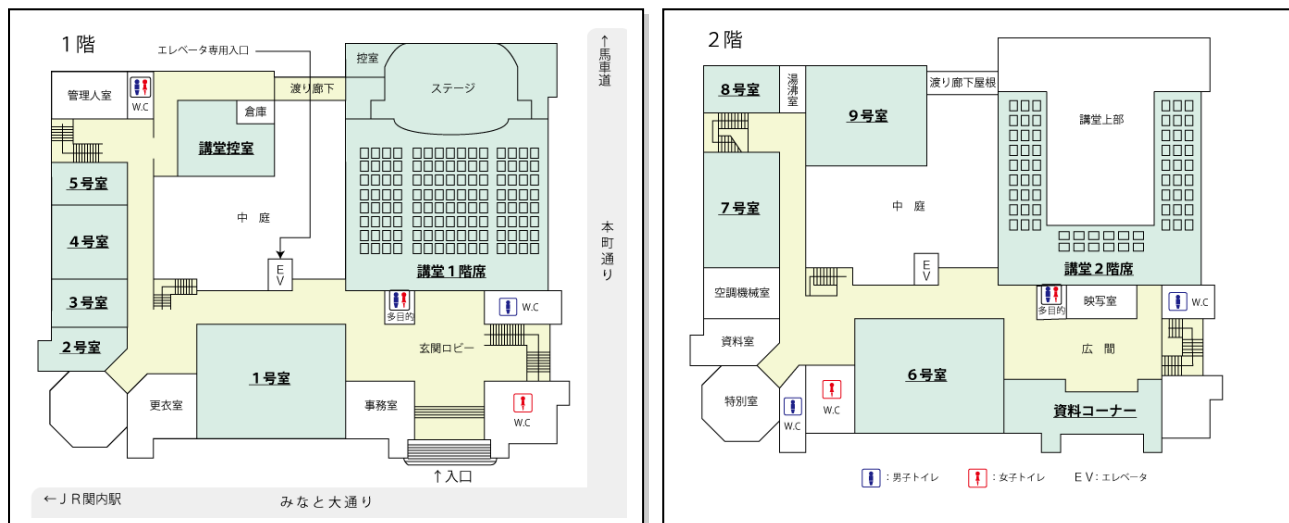 1階
エレベータ専用入口
控室
↑馬車道
管理人室
W.C
渡り廊下
ステージ
倉庫
講堂控室
5号室
4号室
中 庭
本町通り
EV
講堂1階席
3号室
多目的
W.C
2号室
玄関ロビー
1号室
更衣室
事務室
W.C
↑入口
←JR関内駅
みなと大通り
2階
8号室
湯沸室
9号室
渡り廊下屋根
講堂上部
7号室
中 庭
EV
講堂2階席
空調機械室
多目的
映写室
W.C
資料室
広 間
6号室
特別室
W.C
W.C
資料コーナー
:男子トイレ
:女子トイレ
EV:エレベータ